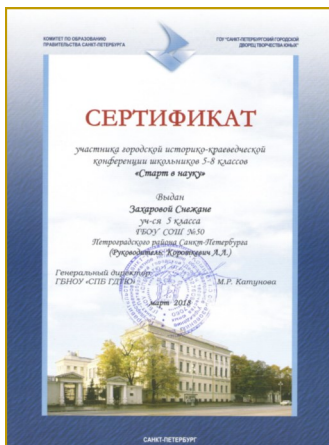 КОМИТЕТ ПО ОБРАЗОВАНИЮ
ПРАВИТЕЛЬСТВА САНКТ-ПЕТЕРБУРГА
ГОУ "САНКТ-ПЕТЕРБУРГСКИЙ ГОРОДСКОЙ
ДВОРЕЦ ТВОРЧЕСТВА ЮНЫХ"
СЕРТИФИКАТ
участника городской историко-краеведческой
конференции школьников 5-8 классов
«Старт в науку»
Выдан
Захаровой Снежане
уч-ся 5 класса
ГБОУ СОШ №50
Петроградского района Санкт-Петербурга
(Руководитель: Короткевич Л.Л.)
Генеральный директор
ГБНОУ «СПБ ГДТЮ»
М.Р. Катунова
март 2018
САНКТ-ПЕТЕРБУРГ